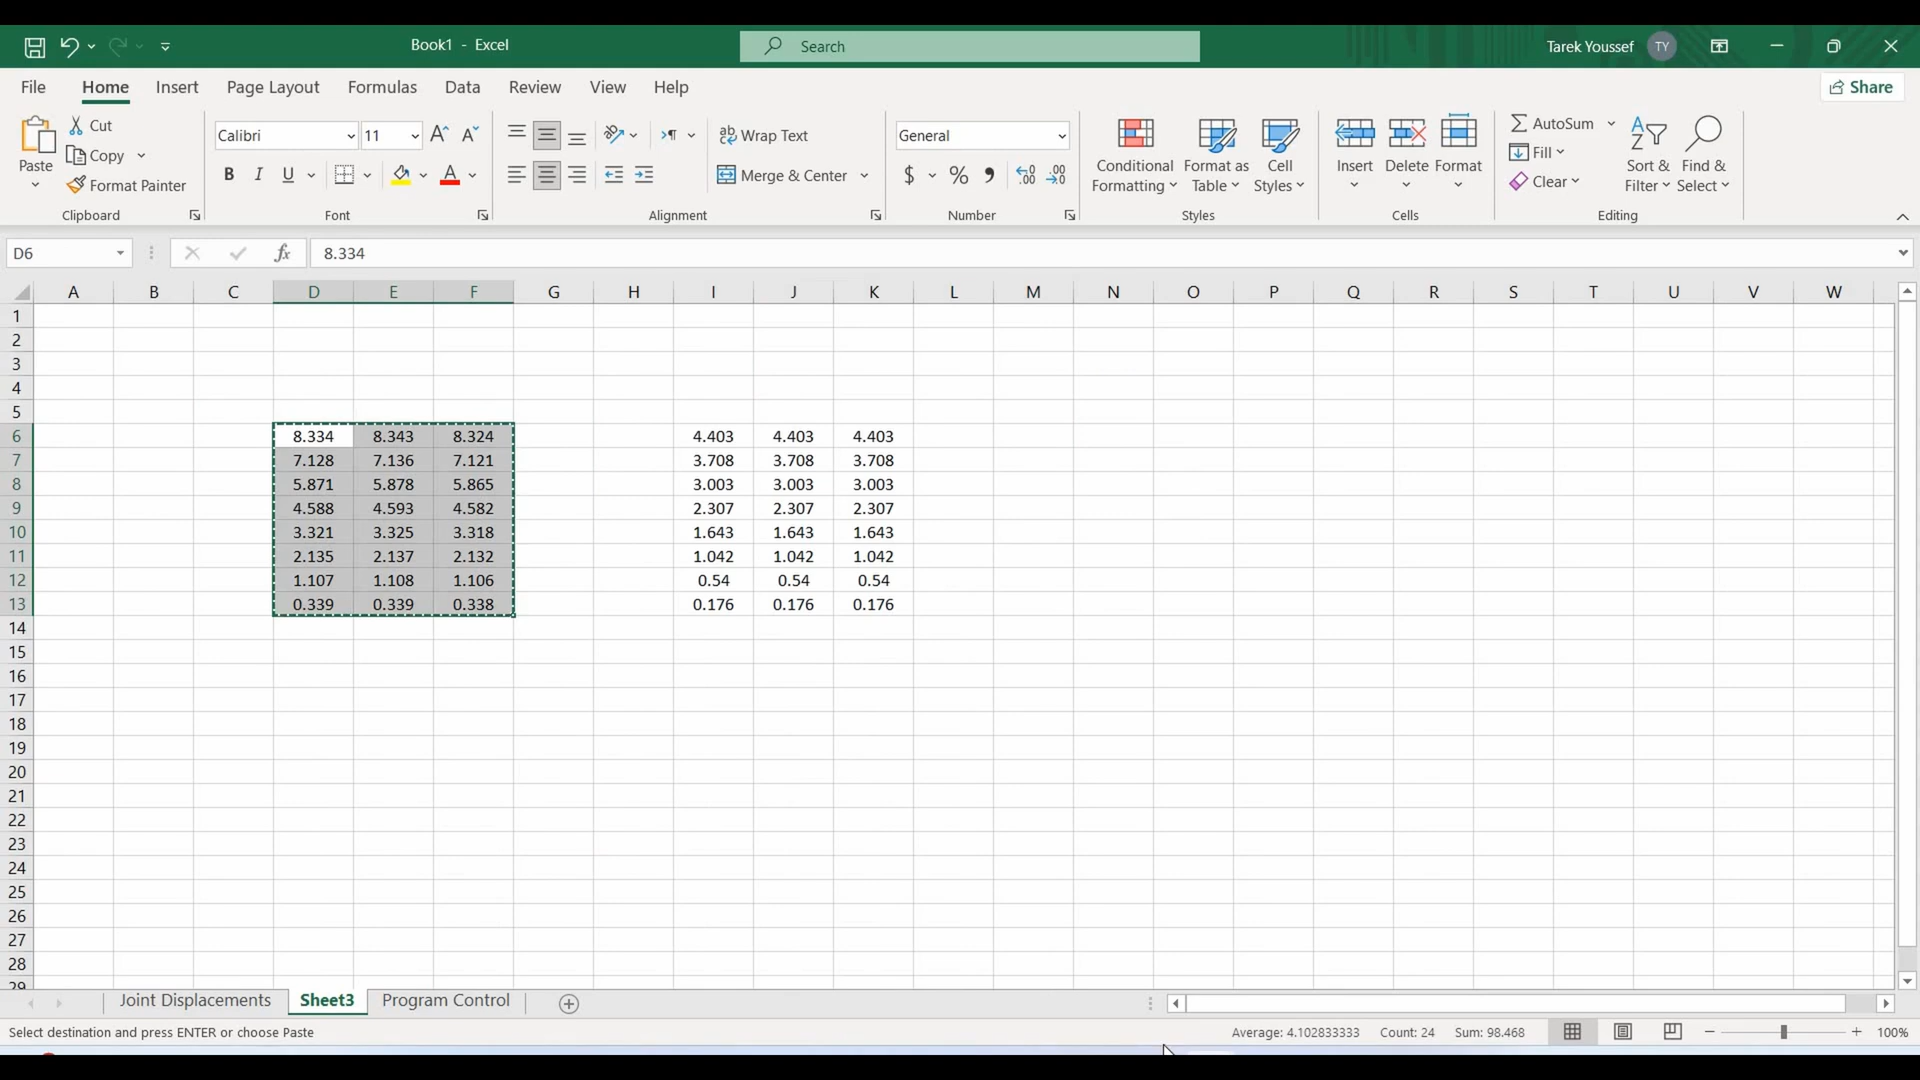 Book1 - Excel
Search
Tarek Youssef TY
File Home Insert Page Layout Formulas Data Review View Help Share
Paste Cut Copy Format Painter Clipboard
Calibri 11 B I U A Font
Wrap Text Merge & Center Alignment
General $ % Number
Conditional Formatting Format as Table Cell Styles Styles
Insert Delete Format Cells
AutoSum Fill Clear Sort & Filter Find & Select Editing
D6 fx 8.334
A B C D E F G H I J K L M N O P Q R S T U V W
1
2
3
4
5
6 8.334 8.343 8.324 4.403 4.403 4.403
7 7.128 7.136 7.121 3.708 3.708 3.708
8 5.871 5.878 5.865 3.003 3.003 3.003
9 4.588 4.593 4.582 2.307 2.307 2.307
10 3.321 3.325 3.318 1.643 1.643 1.643
11 2.135 2.137 2.132 1.042 1.042 1.042
12 1.107 1.108 1.106 0.54 0.54 0.54
13 0.339 0.339 0.338 0.176 0.176 0.176
14
15
16
17
18
19
20
21
22
23
24
25
26
27
28
29
Joint Displacements Sheet3 Program Control
Select destination and press ENTER or choose Paste Average: 4.102833333 Count: 24 Sum: 98.468 100%